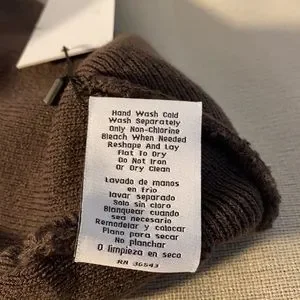 Hand Wash Cold
Wash Separately
Only Non-Chlorine
Bleach When Needed
Reshape And Lay
Flat To Dry
Do Not Iron
Or Dry Clean
Lavado de manos
en frio
lavar separado
Solo sin cloro
Blanquear cuando
sea necesario
Remodelar y colocar
Plano para secar
No planchar
O limpieza en seco
RN 36543